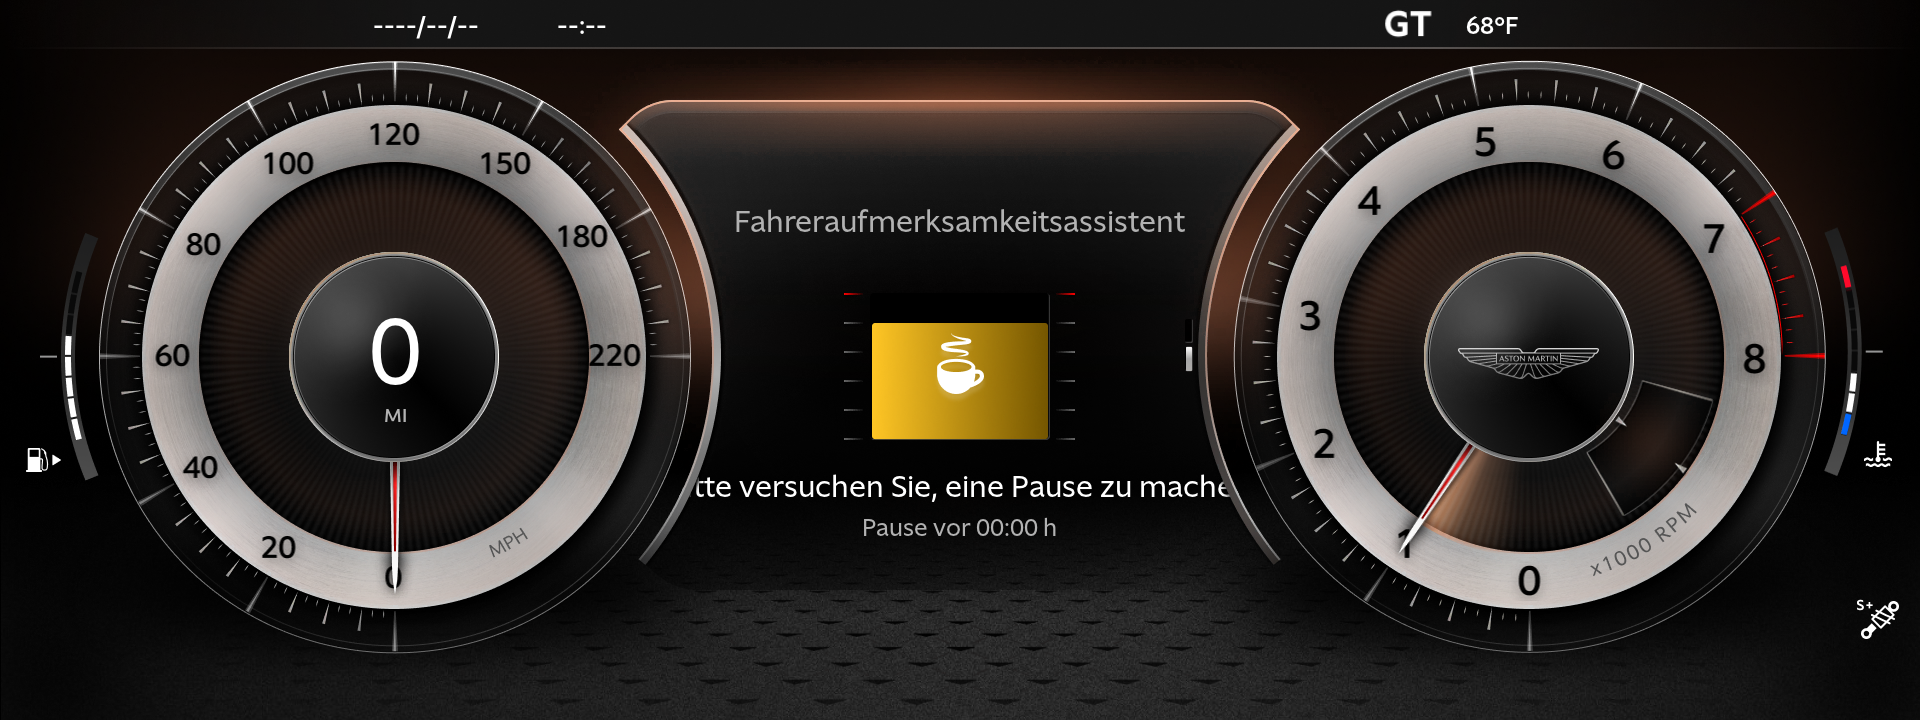 ----/--/-- --:-- GT 68°F
Fahreraufmerksamkeitsassistent
versuchen Sie, eine Pause zu
Pause vor 00:00 h
0
20
40
60
80
100
120
150
180
220
MPH
0
MI
0
1
2
3
4
5
6
7
8
x1000 RPM
ASTON MARTIN
S+